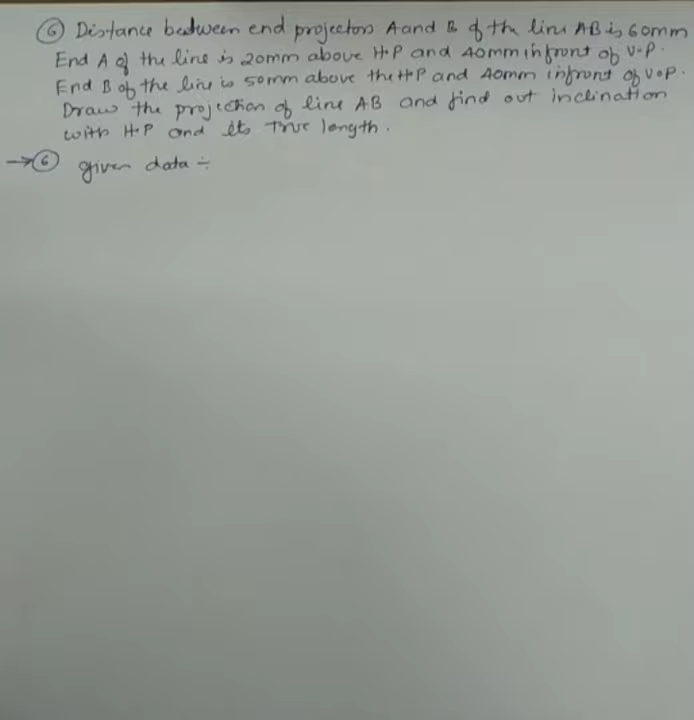 ⑥ Distance between end projectors A and B of the line AB is 60mm
End A of the line is 20mm above H.P and 40mm infront of V.P.
End B of the line is 50mm above the H.P and 40mm infront of V.P.
Draw the projection of line AB and find out inclination
with H.P and its True length.
→⑥ given data ÷